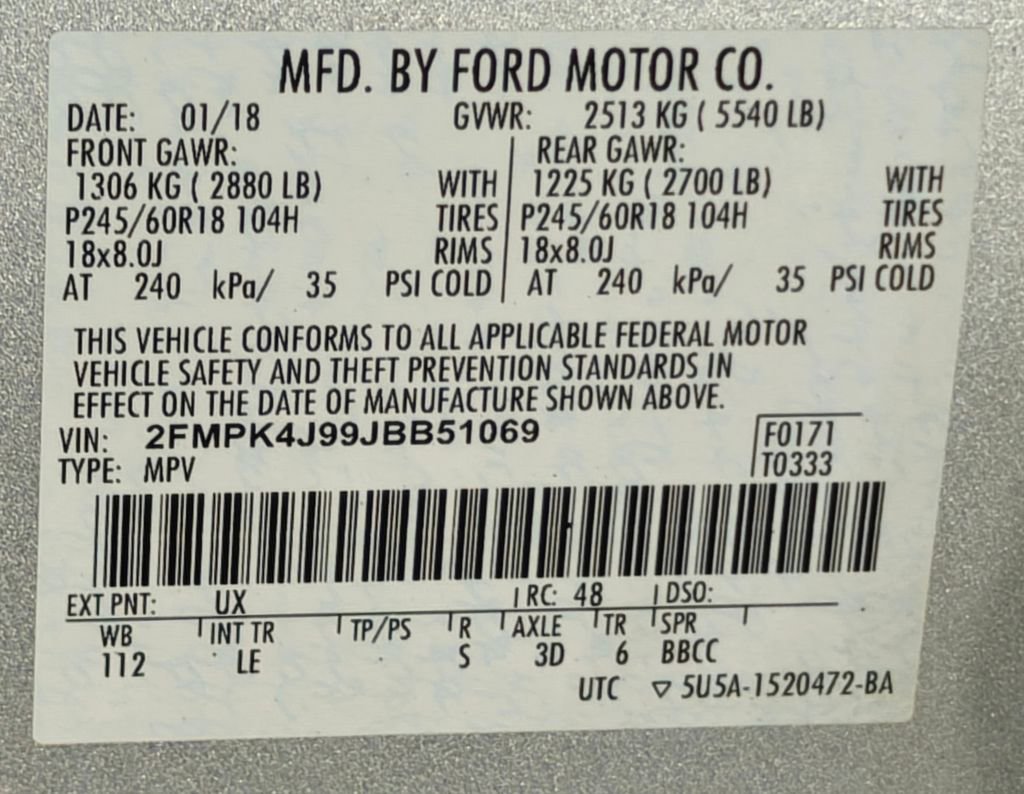 MFD. BY FORD MOTOR CO.
DATE: 01/18 GVWR: 2513 KG ( 5540 LB)
FRONT GAWR: REAR GAWR:
1306 KG ( 2880 LB) WITH 1225 KG ( 2700 LB) WITH
P245/60R18 104H TIRES P245/60R18 104H TIRES
18x8.0J RIMS 18x8.0J RIMS
AT 240 kPa/ 35 PSI COLD AT 240 kPa/ 35 PSI COLD
THIS VEHICLE CONFORMS TO ALL APPLICABLE FEDERAL MOTOR
VEHICLE SAFETY AND THEFT PREVENTION STANDARDS IN
EFFECT ON THE DATE OF MANUFACTURE SHOWN ABOVE.
VIN: 2FMPK4J99JBB51069 F0171
TYPE: MPV T0333
EXT PNT: UX RC: 48 DSO:
WB INT TR TP/PS R AXLE TR SPR
112 LE S 3D 6 BBCC
UTC ▽ 5U5A-1520472-BA